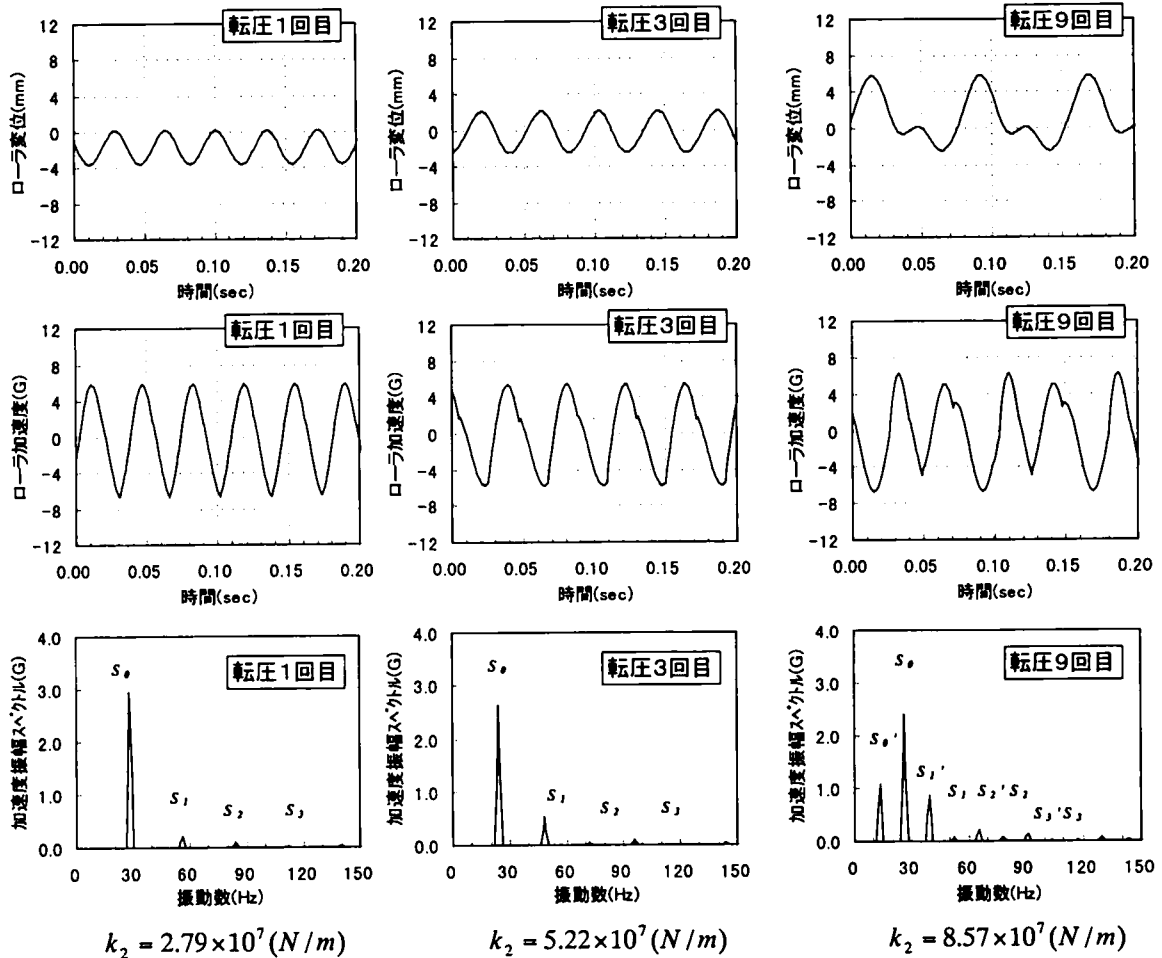 転圧1回目
転圧3回目
転圧9回目
ローラ変位(mm)
12
8
4
0
−4
−8
−12
0.00 0.05 0.10 0.15 0.20
時間(sec)
ローラ変位(mm)
12
8
4
0
−4
−8
−12
0.00 0.05 0.10 0.15 0.20
時間(sec)
ローラ変位(mm)
12
8
4
0
−4
−8
−12
0.00 0.05 0.10 0.15 0.20
時間(sec)
転圧1回目
転圧3回目
転圧9回目
ローラ加速度(G)
12
8
4
0
−4
−8
−12
0.00 0.05 0.10 0.15 0.20
時間(sec)
ローラ加速度(G)
12
8
4
0
−4
−8
−12
0.00 0.05 0.10 0.15 0.20
時間(sec)
ローラ加速度(G)
12
8
4
0
−4
−8
−12
0.00 0.05 0.10 0.15 0.20
時間(sec)
転圧1回目
転圧3回目
転圧9回目
加速度振幅スペクトル(G)
4.0
3.0
2.0
1.0
0.0
S₀
S₁
S₂
S₃
0 30 60 90 120 150
振動数(Hz)
加速度振幅スペクトル(G)
4.0
3.0
2.0
1.0
0.0
S₀
S₁
S₂
S₃
0 30 60 90 120 150
振動数(Hz)
加速度振幅スペクトル(G)
4.0
3.0
2.0
1.0
0.0
S₀
S₀'
S₁'
S₁ S₂' S₂
S₃' S₃
0 30 60 90 120 150
振動数(Hz)
k₂ = 2.79×10⁷ (N/m)
k₂ = 5.22×10⁷ (N/m)
k₂ = 8.57×10⁷ (N/m)